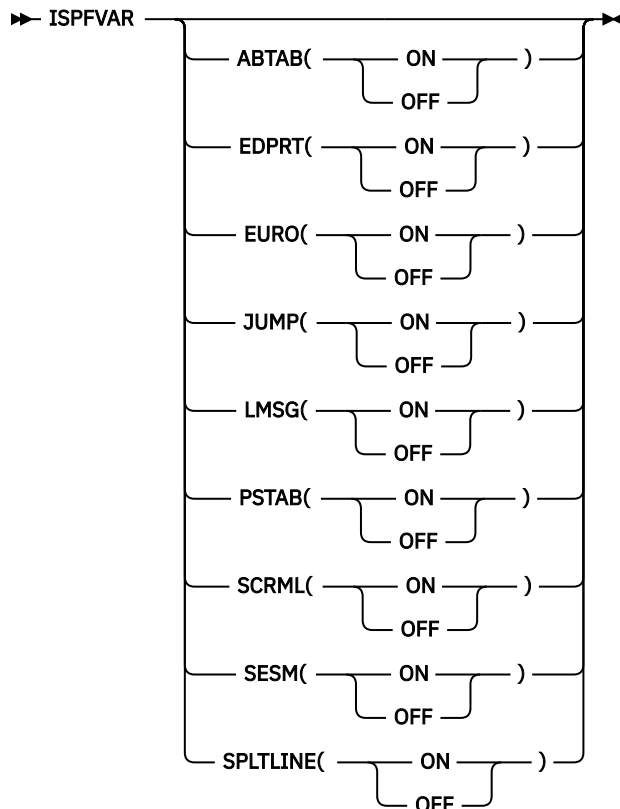 ISPFVAR
ABTAB( ON )
OFF
EDPRT( ON )
OFF
EURO( ON )
OFF
JUMP( ON )
OFF
LMSG( ON )
OFF
PSTAB( ON )
OFF
SCRML( ON )
OFF
SESM( ON )
OFF
SPLTLINE( ON )
OFF